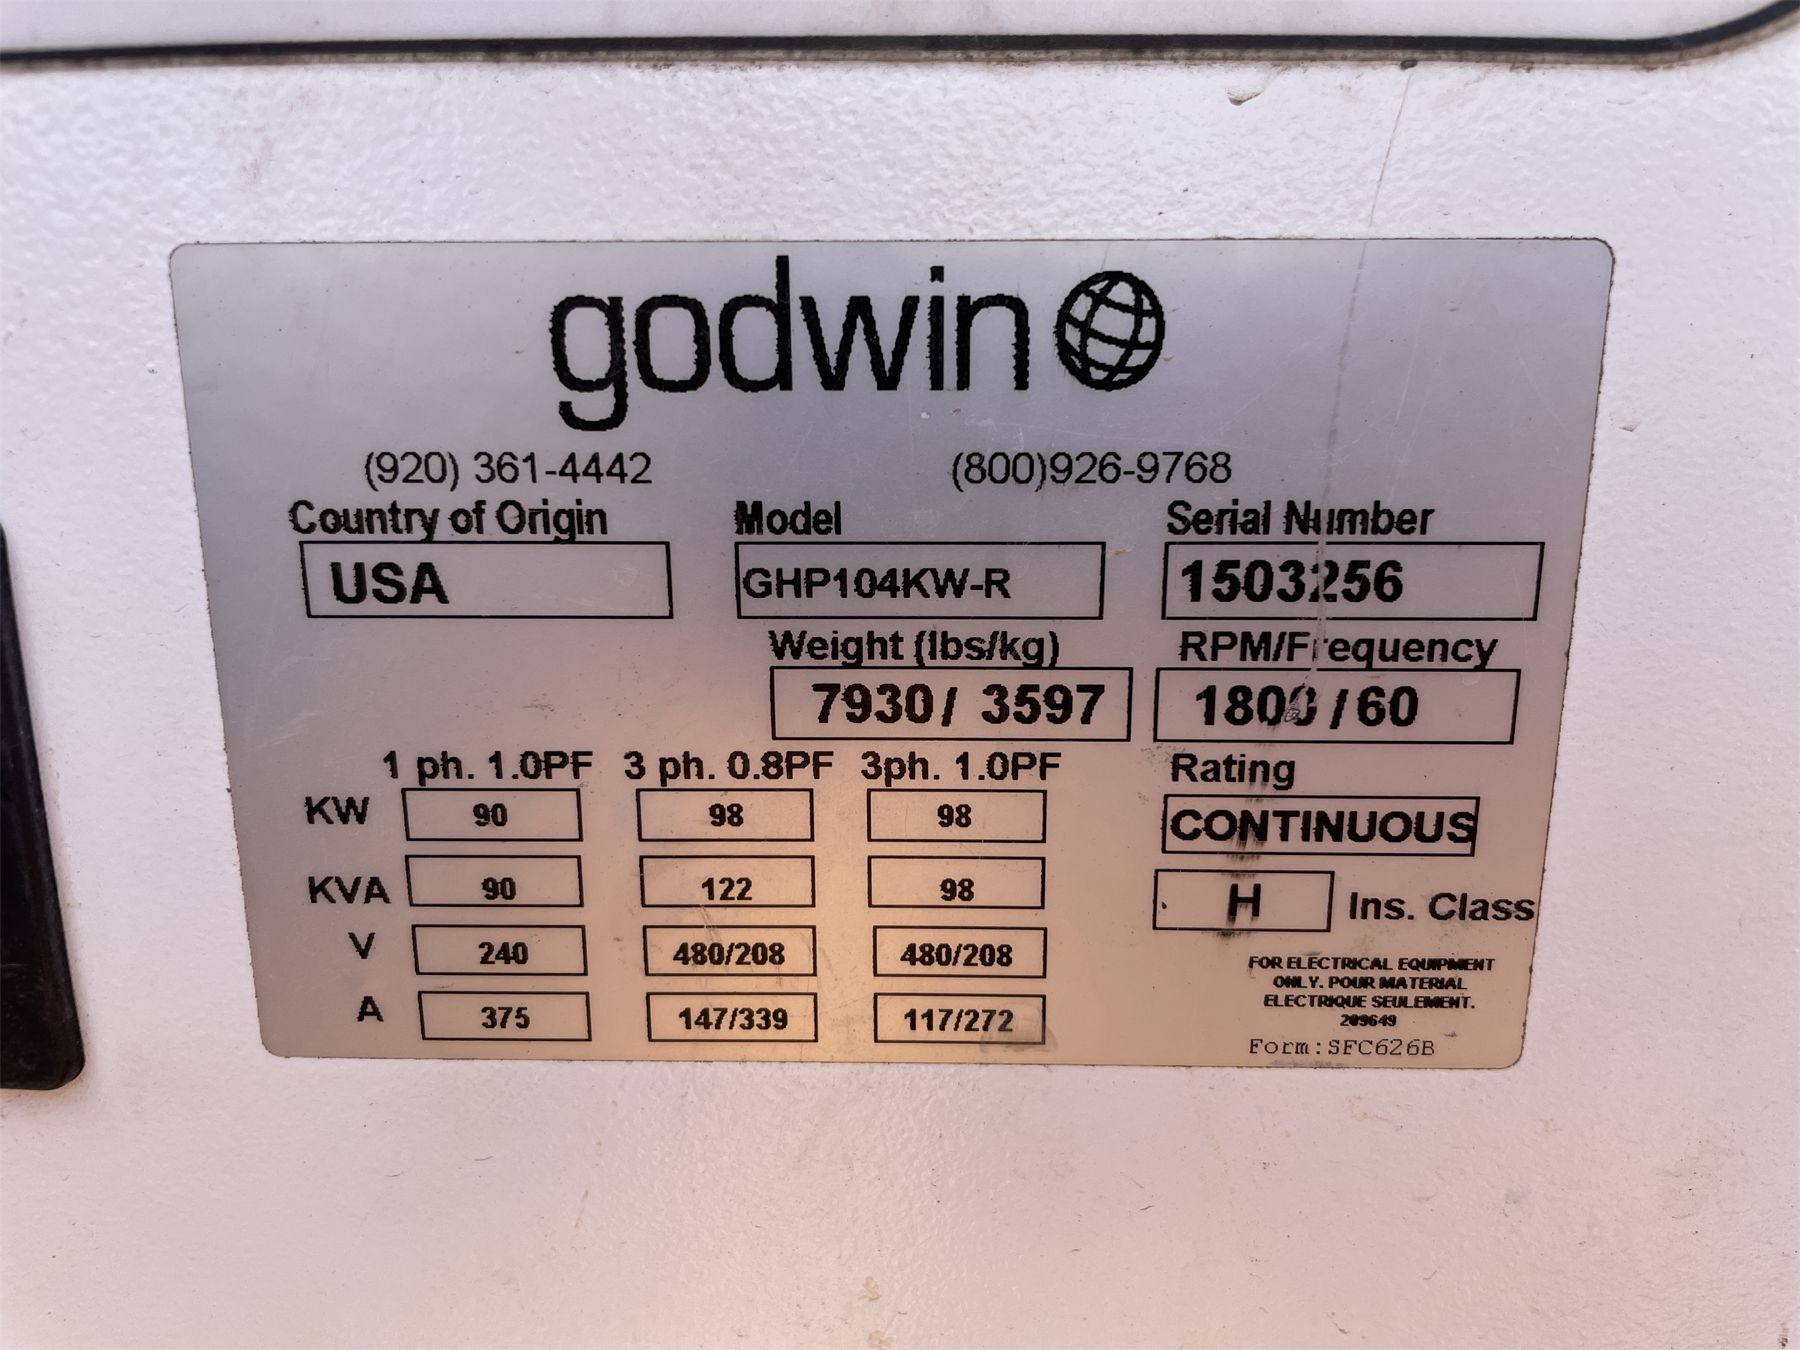 godwin
(920) 361-4442 (800)926-9768
Country of Origin Model Serial Number
USA GHP104KW-R 1503256
Weight (lbs/kg) RPM/Frequency
7930/ 3597 1800 / 60
1 ph. 1.0PF 3 ph. 0.8PF 3ph. 1.0PF Rating
KW 90 98 98 CONTINUOUS
KVA 90 122 98 H Ins. Class
V 240 480/208 480/208
A 375 147/339 117/272
FOR ELECTRICAL EQUIPMENT
ONLY. POUR MATERIAL
ELECTRIQUE SEULEMENT.
209649
Form:SFC626B